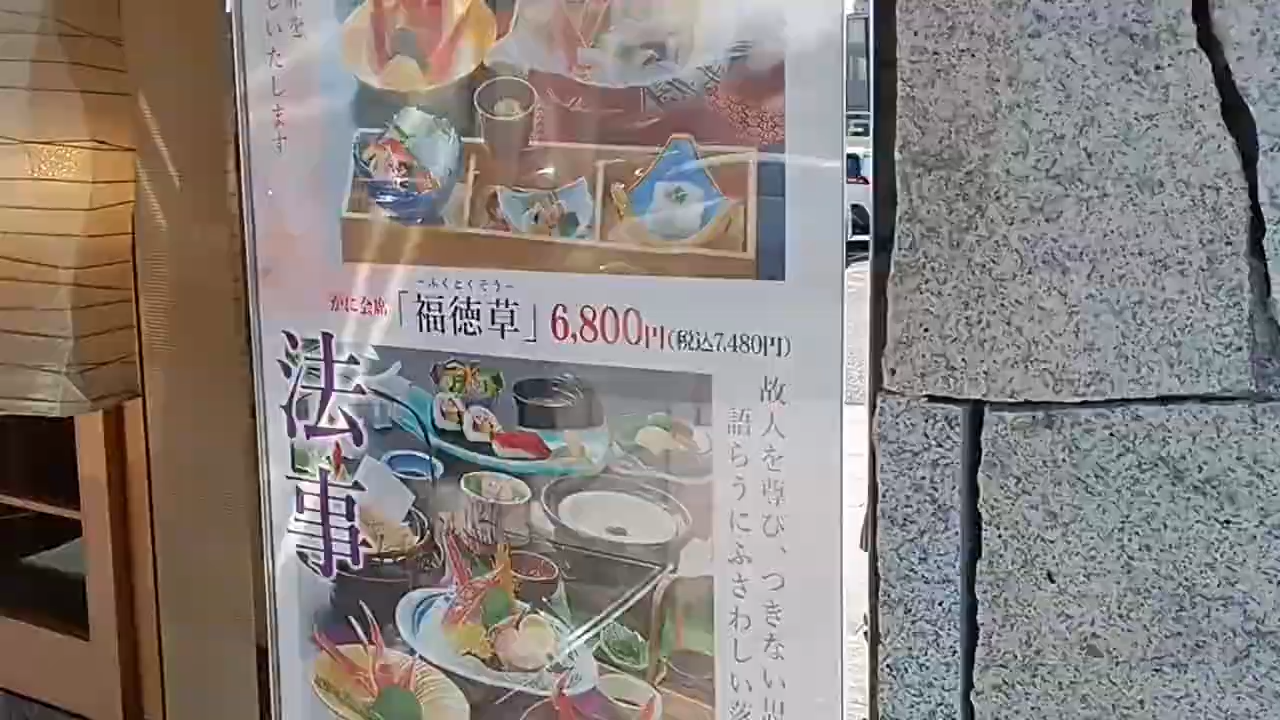 いたします
-ふくとくそう-
かに会席「福徳草」6,800円(税込7,480円)
法事
故人を尊び、つきない思
語らうにふさわしい